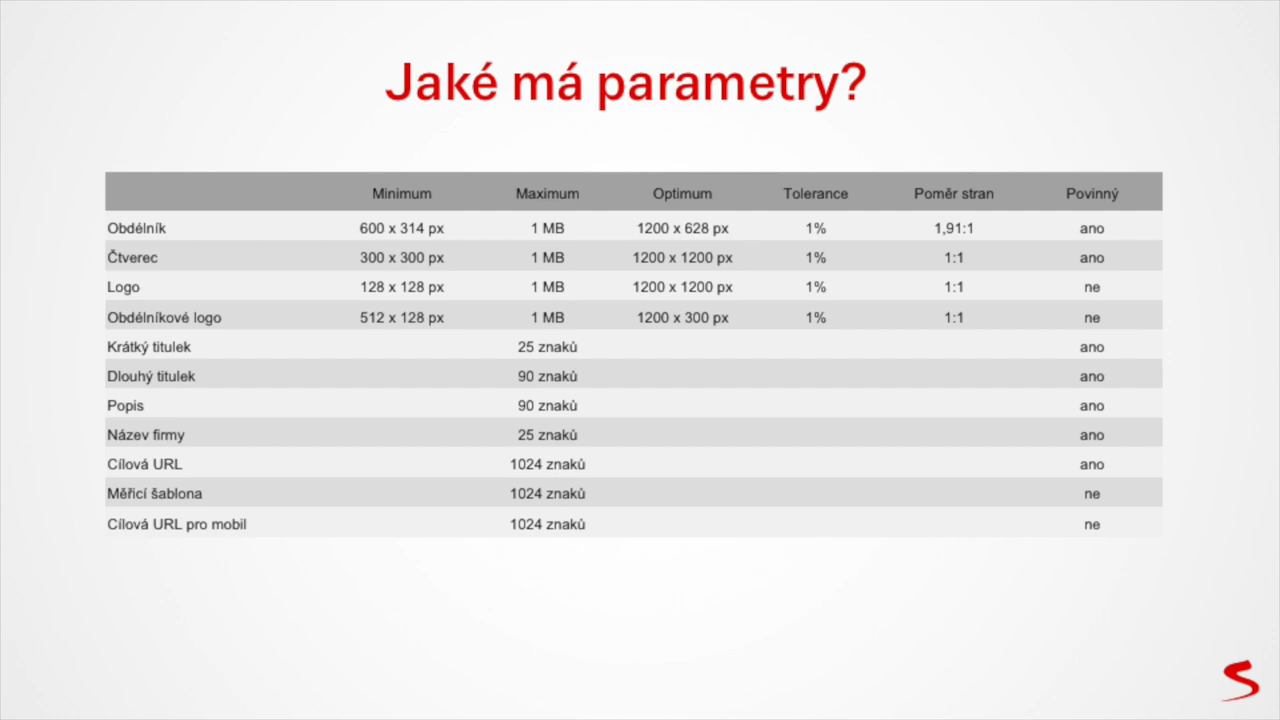 Jaké má parametry?
Minimum Maximum Optimum Tolerance Poměr stran Povinný
Obdélník 600 x 314 px 1 MB 1200 x 628 px 1% 1,91:1 ano
Čtverec 300 x 300 px 1 MB 1200 x 1200 px 1% 1:1 ano
Logo 128 x 128 px 1 MB 1200 x 1200 px 1% 1:1 ne
Obdélníkové logo 512 x 128 px 1 MB 1200 x 300 px 1% 1:1 ne
Krátký titulek 25 znaků ano
Dlouhý titulek 90 znaků ano
Popis 90 znaků ano
Název firmy 25 znaků ano
Cílová URL 1024 znaků ano
Měřicí šablona 1024 znaků ne
Cílová URL pro mobil 1024 znaků ne